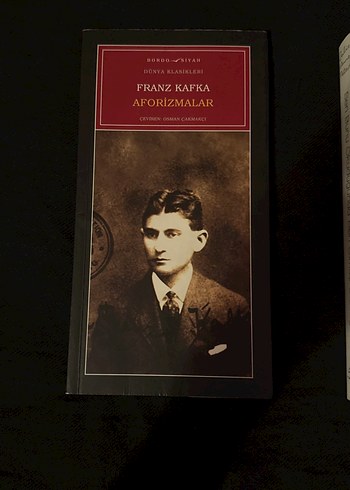 BORDO SİYAH
DÜNYA KLASİKLERİ
FRANZ KAFKA
AFORİZMALAR
ÇEVİREN: OSMAN ÇAKMAKÇI